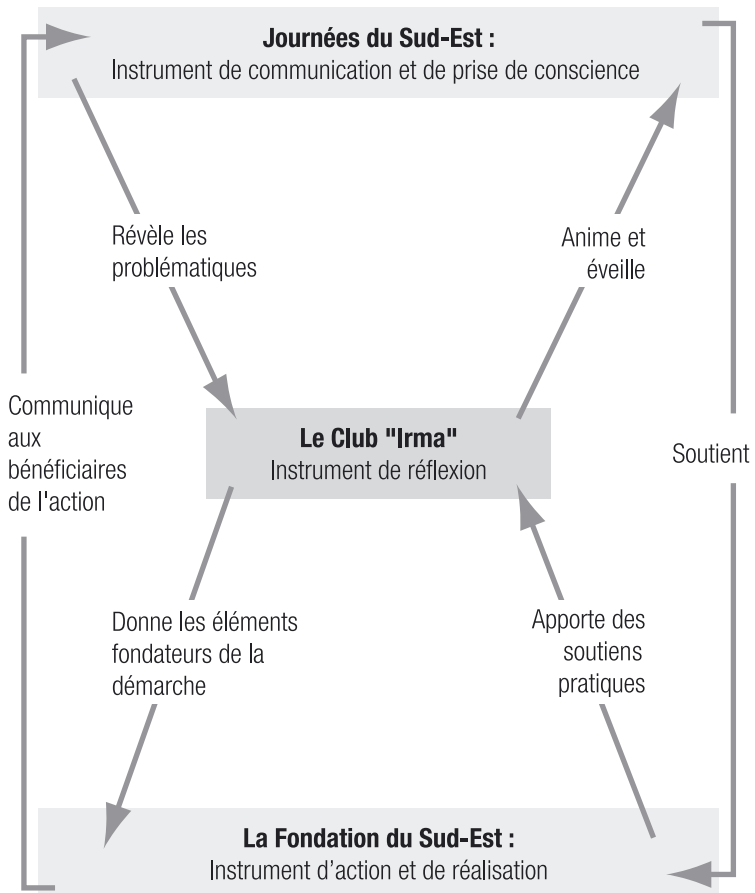 Journées du Sud-Est :
Instrument de communication et de prise de conscience
Révèle les
problématiques
Anime et
éveille
Communique
aux
bénéficiaires
de l'action
Le Club "Irma"
Instrument de réflexion
Soutient
Donne les éléments
fondateurs de la
démarche
Apporte des
soutiens
pratiques
La Fondation du Sud-Est :
Instrument d’action et de réalisation